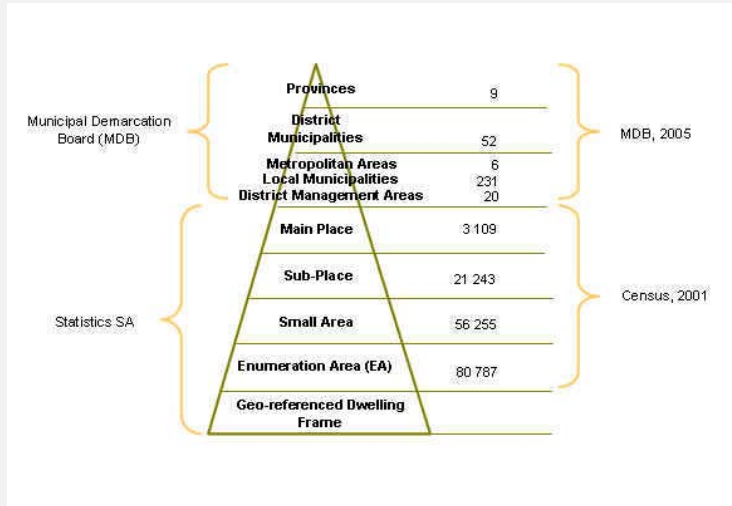 Municipal Demarcation
Board (MDB)
Provinces 9
District
Municipalities 52
Metropolitan Areas 6
Local Municipalities 231
District Management Areas 20
MDB, 2005
Statistics SA
Main Place 3 109
Sub-Place 21 243
Small Area 56 255
Enumeration Area (EA) 80 787
Geo-referenced Dwelling
Frame
Census, 2001